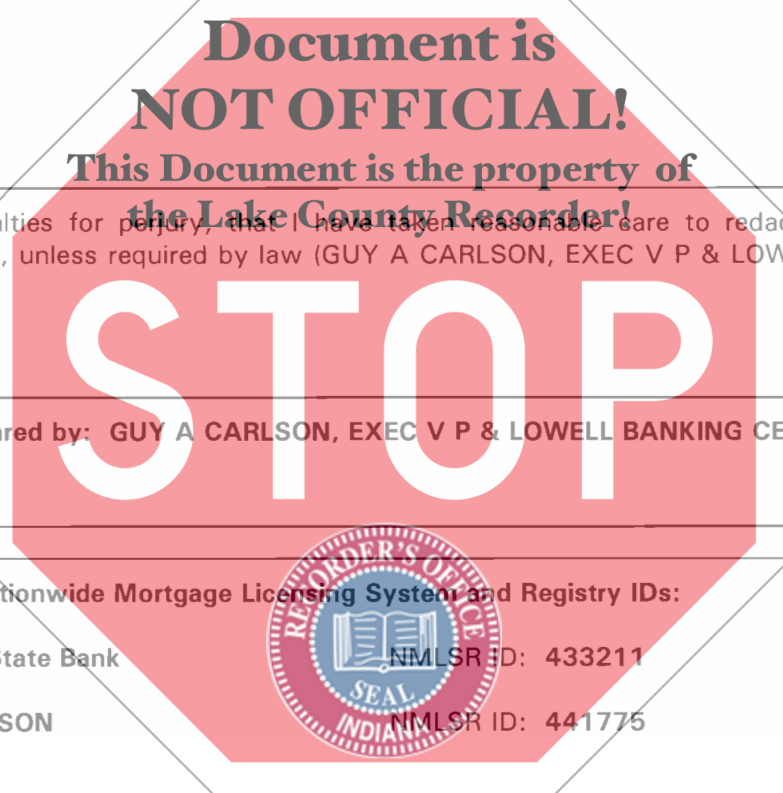 Document is
NOT OFFICIAL!
This Document is the property of
the Lake County Recorder!
lties for perjury, that I have taken reasonable care to redac
, unless required by law (GUY A CARLSON, EXEC V P & LOW
STOP
ared by: GUY A CARLSON, EXEC V P & LOWELL BANKING CE
tionwide Mortgage Licensing System and Registry IDs:
State Bank NMLSR ID: 433211
SON NMLSR ID: 441775
RECORDER'S OFFICE
SEAL
INDIANA